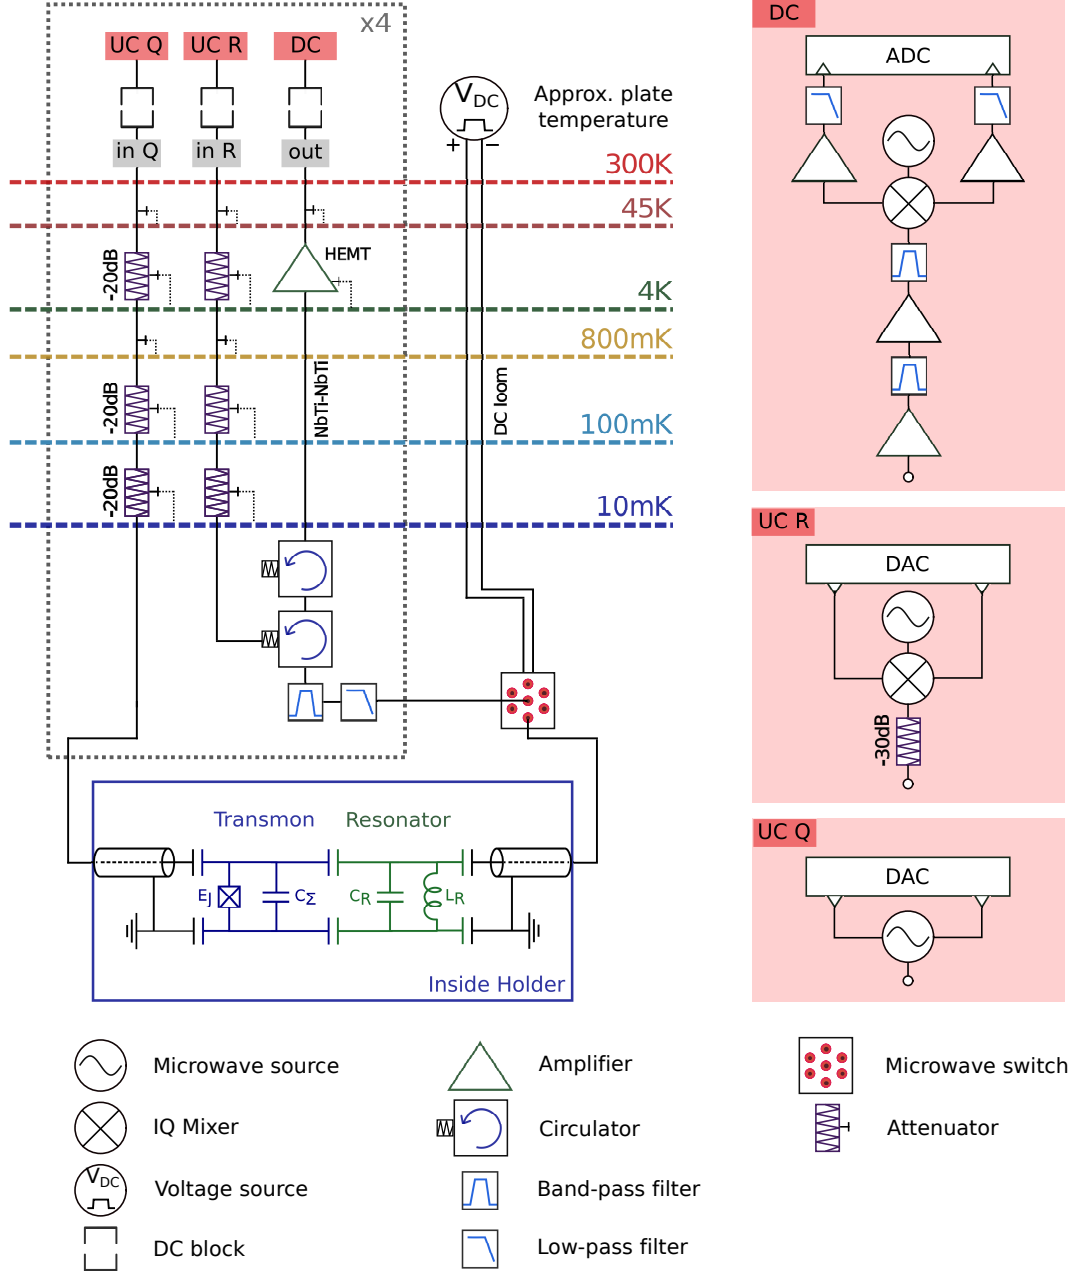 x4
UC Q
UC R
DC
in Q
in R
out
VDC
+
−
Approx. plate
temperature
300K
45K
4K
800mK
100mK
10mK
-20dB
-20dB
-20dB
HEMT
NbTi-NbTi
DC loom
Transmon
Resonator
EJ
CΣ
CR
LR
Inside Holder
DC
ADC
UC R
DAC
-30dB
UC Q
DAC
Microwave source
IQ Mixer
VDC
Voltage source
DC block
Amplifier
Circulator
Band-pass filter
Low-pass filter
Microwave switch
Attenuator